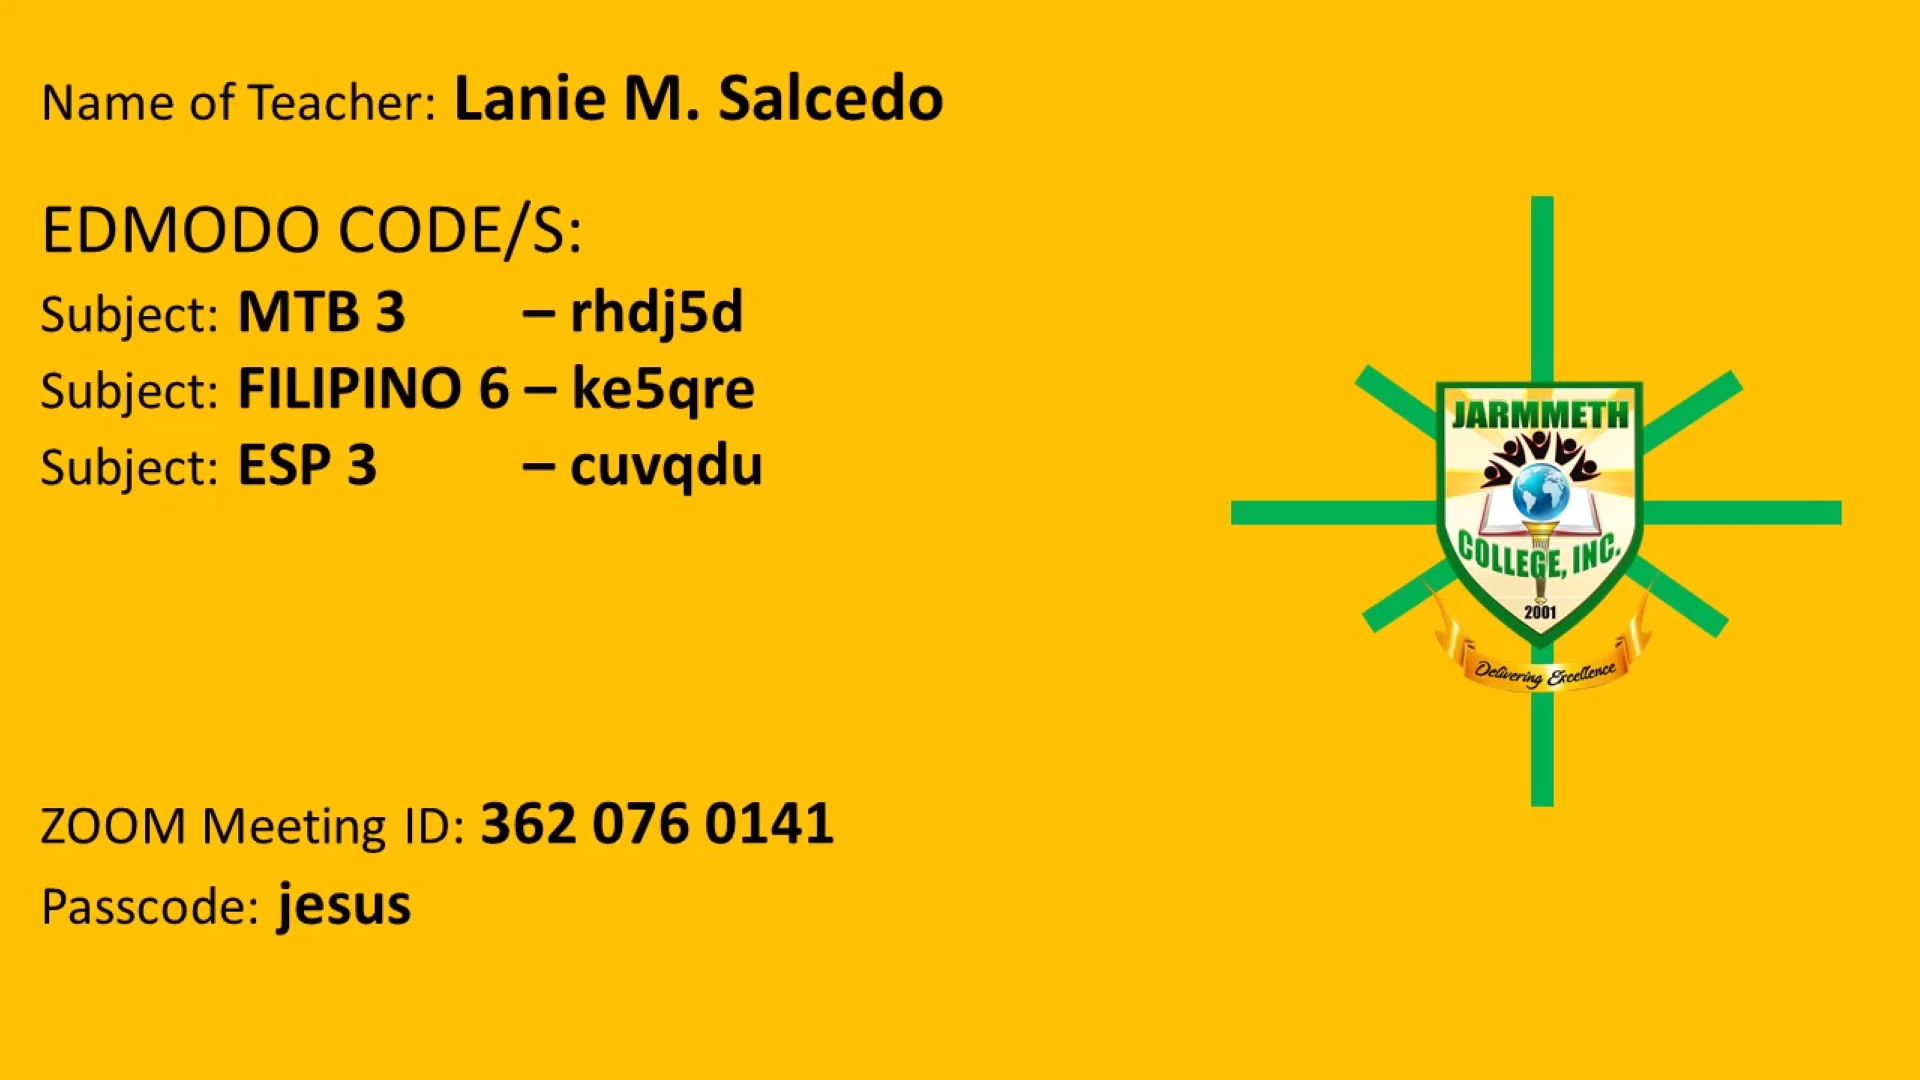 Name of Teacher: Lanie M. Salcedo
EDMODO CODE/S:
Subject: MTB 3 – rhdj5d
Subject: FILIPINO 6 – ke5qre
Subject: ESP 3 – cuvqdu
ZOOM Meeting ID: 362 076 0141
Passcode: jesus
JARMMETH
COLLEGE, INC.
2001
Delivering Excellence